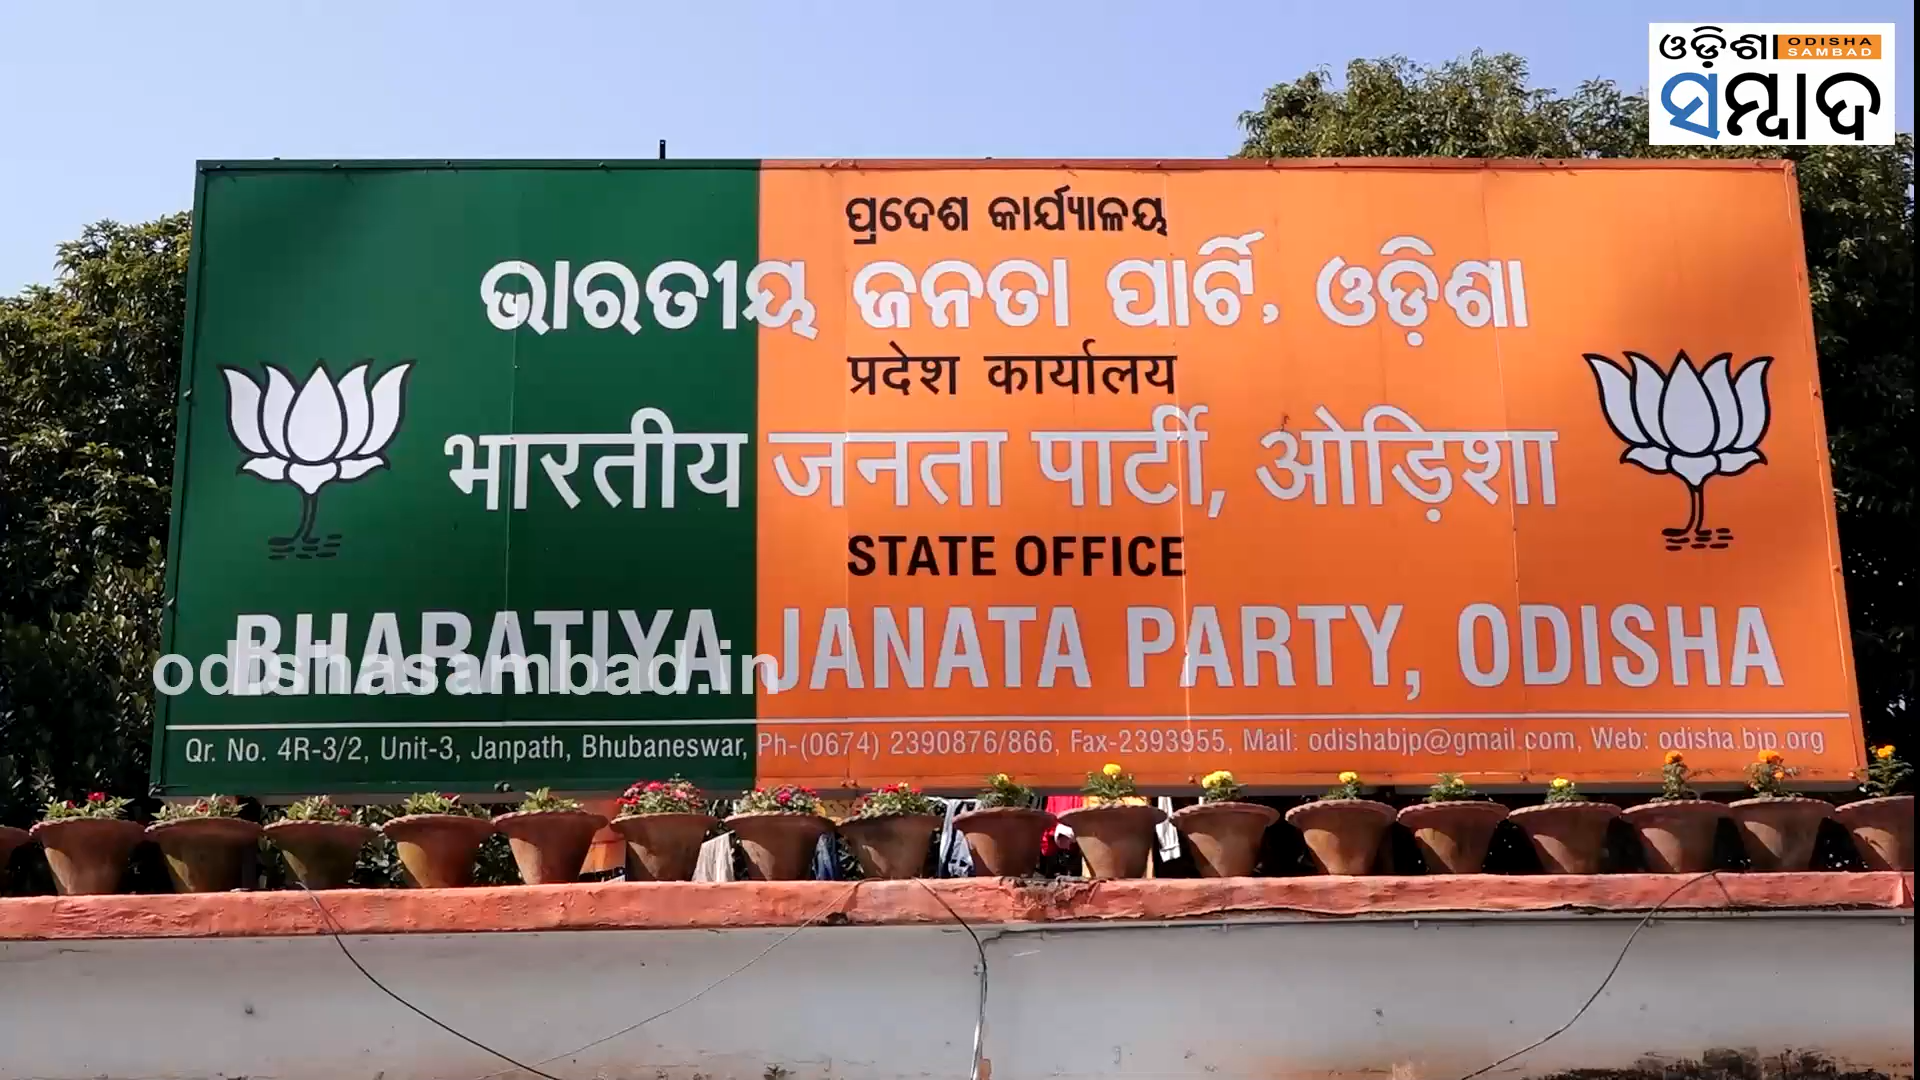 ଓଡ଼ିଶା ODISHA SAMBAD
ସମ୍ବାଦ
ପ୍ରଦେଶ କାର୍ଯ୍ୟାଳୟ
ଭାରତୀୟ ଜନତା ପାର୍ଟି, ଓଡ଼ିଶା
प्रदेश कार्यालय
भारतीय जनता पार्टी, ओड़िशा
STATE OFFICE
BHARATIYA JANATA PARTY, ODISHA
odishasambad.in
Qr. No. 4R-3/2, Unit-3, Janpath, Bhubaneswar, Ph-(0674) 2390876/866, Fax-2393955, Mail: odishabjp@gmail.com, Web: odisha.bjp.org